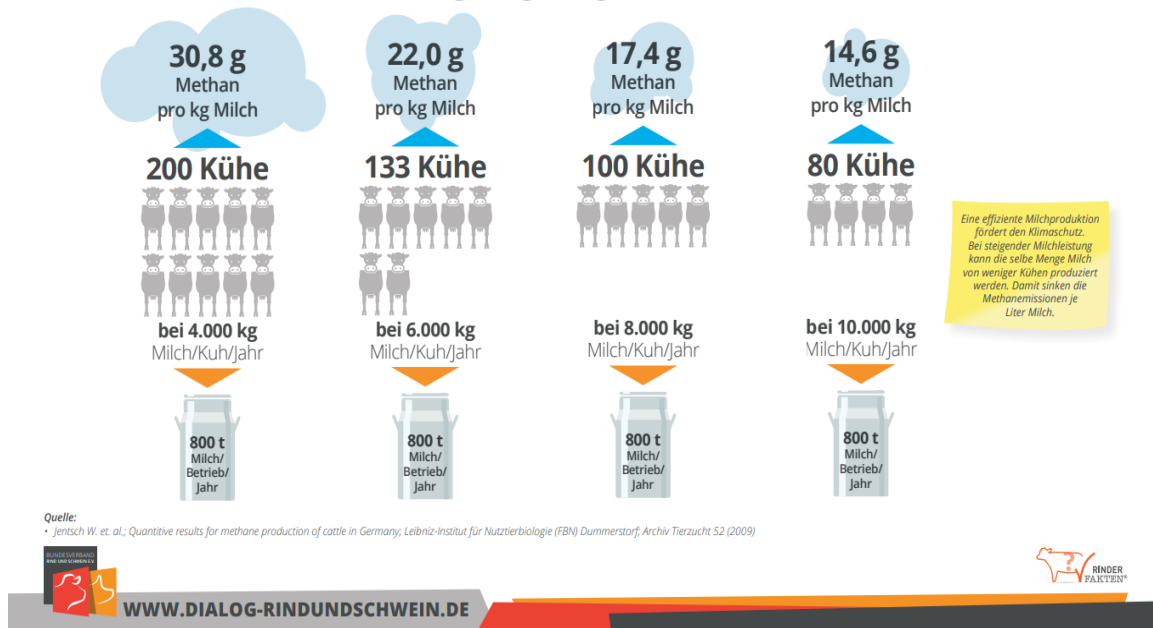 30,8 g
Methan
pro kg Milch
200 Kühe
bei 4.000 kg
Milch/Kuh/Jahr
800 t
Milch/
Betrieb/
Jahr
22,0 g
Methan
pro kg Milch
133 Kühe
bei 6.000 kg
Milch/Kuh/Jahr
800 t
Milch/
Betrieb/
Jahr
17,4 g
Methan
pro kg Milch
100 Kühe
bei 8.000 kg
Milch/Kuh/Jahr
800 t
Milch/
Betrieb/
Jahr
14,6 g
Methan
pro kg Milch
80 Kühe
bei 10.000 kg
Milch/Kuh/Jahr
800 t
Milch/
Betrieb/
Jahr
Eine effiziente Milchproduktion
fördert den Klimaschutz.
Bei steigender Milchleistung
kann die selbe Menge Milch
von weniger Kühen produziert
werden. Damit sinken die
Methanemissionen je
Liter Milch.
Quelle:
• Jentsch W. et. al.; Quantitive results for methane production of cattle in Germany; Leibniz-Institut für Nutztierbiologie (FBN) Dummerstorf; Archiv Tierzucht 52 (2009)
BUNDESVERBAND
RIND UND SCHWEIN E.V.
WWW.DIALOG-RINDUNDSCHWEIN.DE
?
RINDER
FAKTEN*